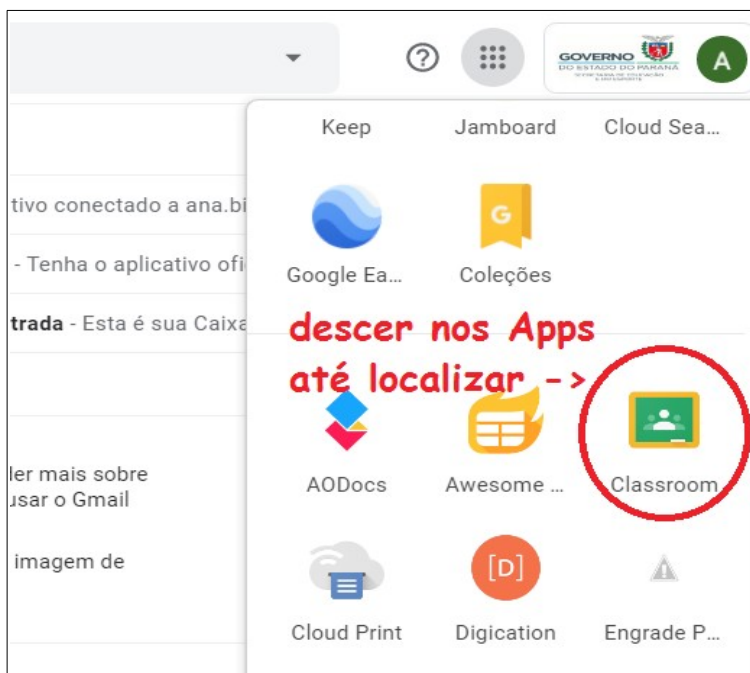 GOVERNO
DO ESTADO DO PARANÁ
A
Keep Jamboard Cloud Sea...
tivo conectado a ana.bi
G
- Tenha o aplicativo ofi
Google Ea... Coleções
trada - Esta é sua Caixa
descer nos Apps
até localizar ->
ler mais sobre
usar o Gmail
AODocs Awesome ... Classroom
imagem de
[D]
Cloud Print Digication Engrade P...